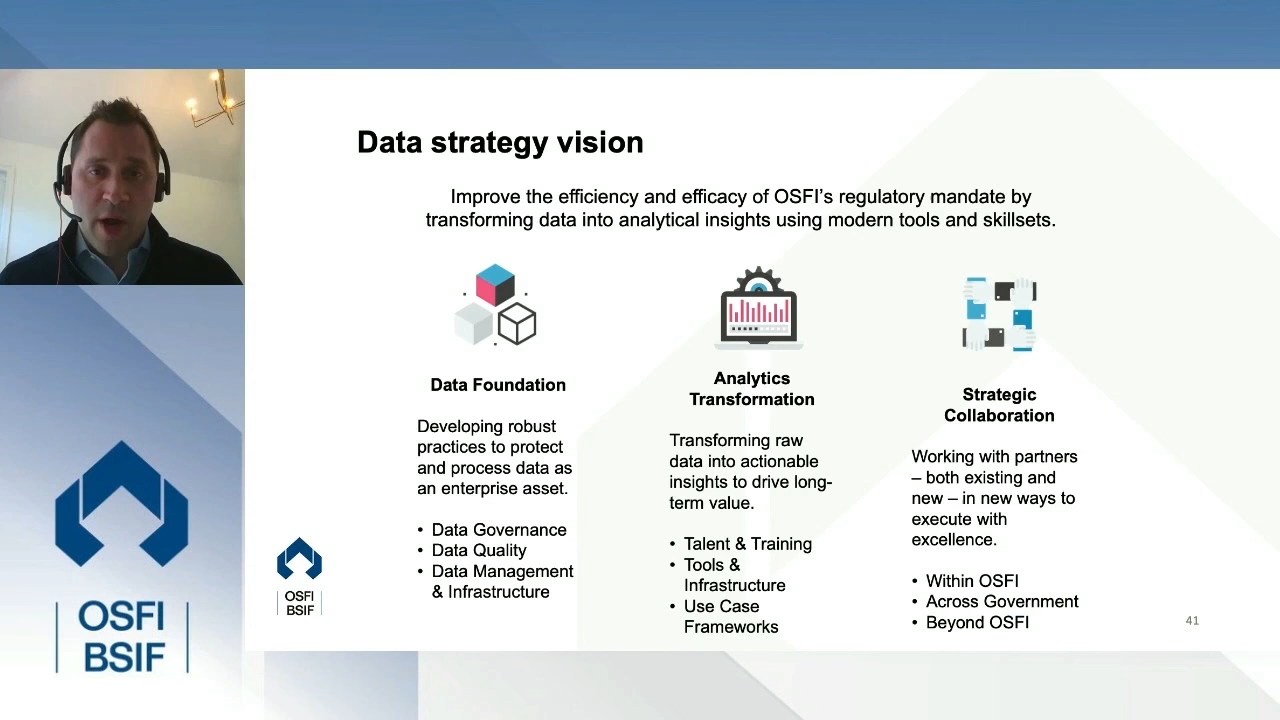 Data strategy vision
Improve the efficiency and efficacy of OSFI’s regulatory mandate by
transforming data into analytical insights using modern tools and skillsets.
Data Foundation
Developing robust
practices to protect
and process data as
an enterprise asset.
• Data Governance
• Data Quality
• Data Management
& Infrastructure
Analytics
Transformation
Transforming raw
data into actionable
insights to drive long-
term value.
• Talent & Training
• Tools &
Infrastructure
• Use Case
Frameworks
Strategic
Collaboration
Working with partners
– both existing and
new – in new ways to
execute with
excellence.
• Within OSFI
• Across Government
• Beyond OSFI
OSFI
BSIF
41
OSFI
BSIF